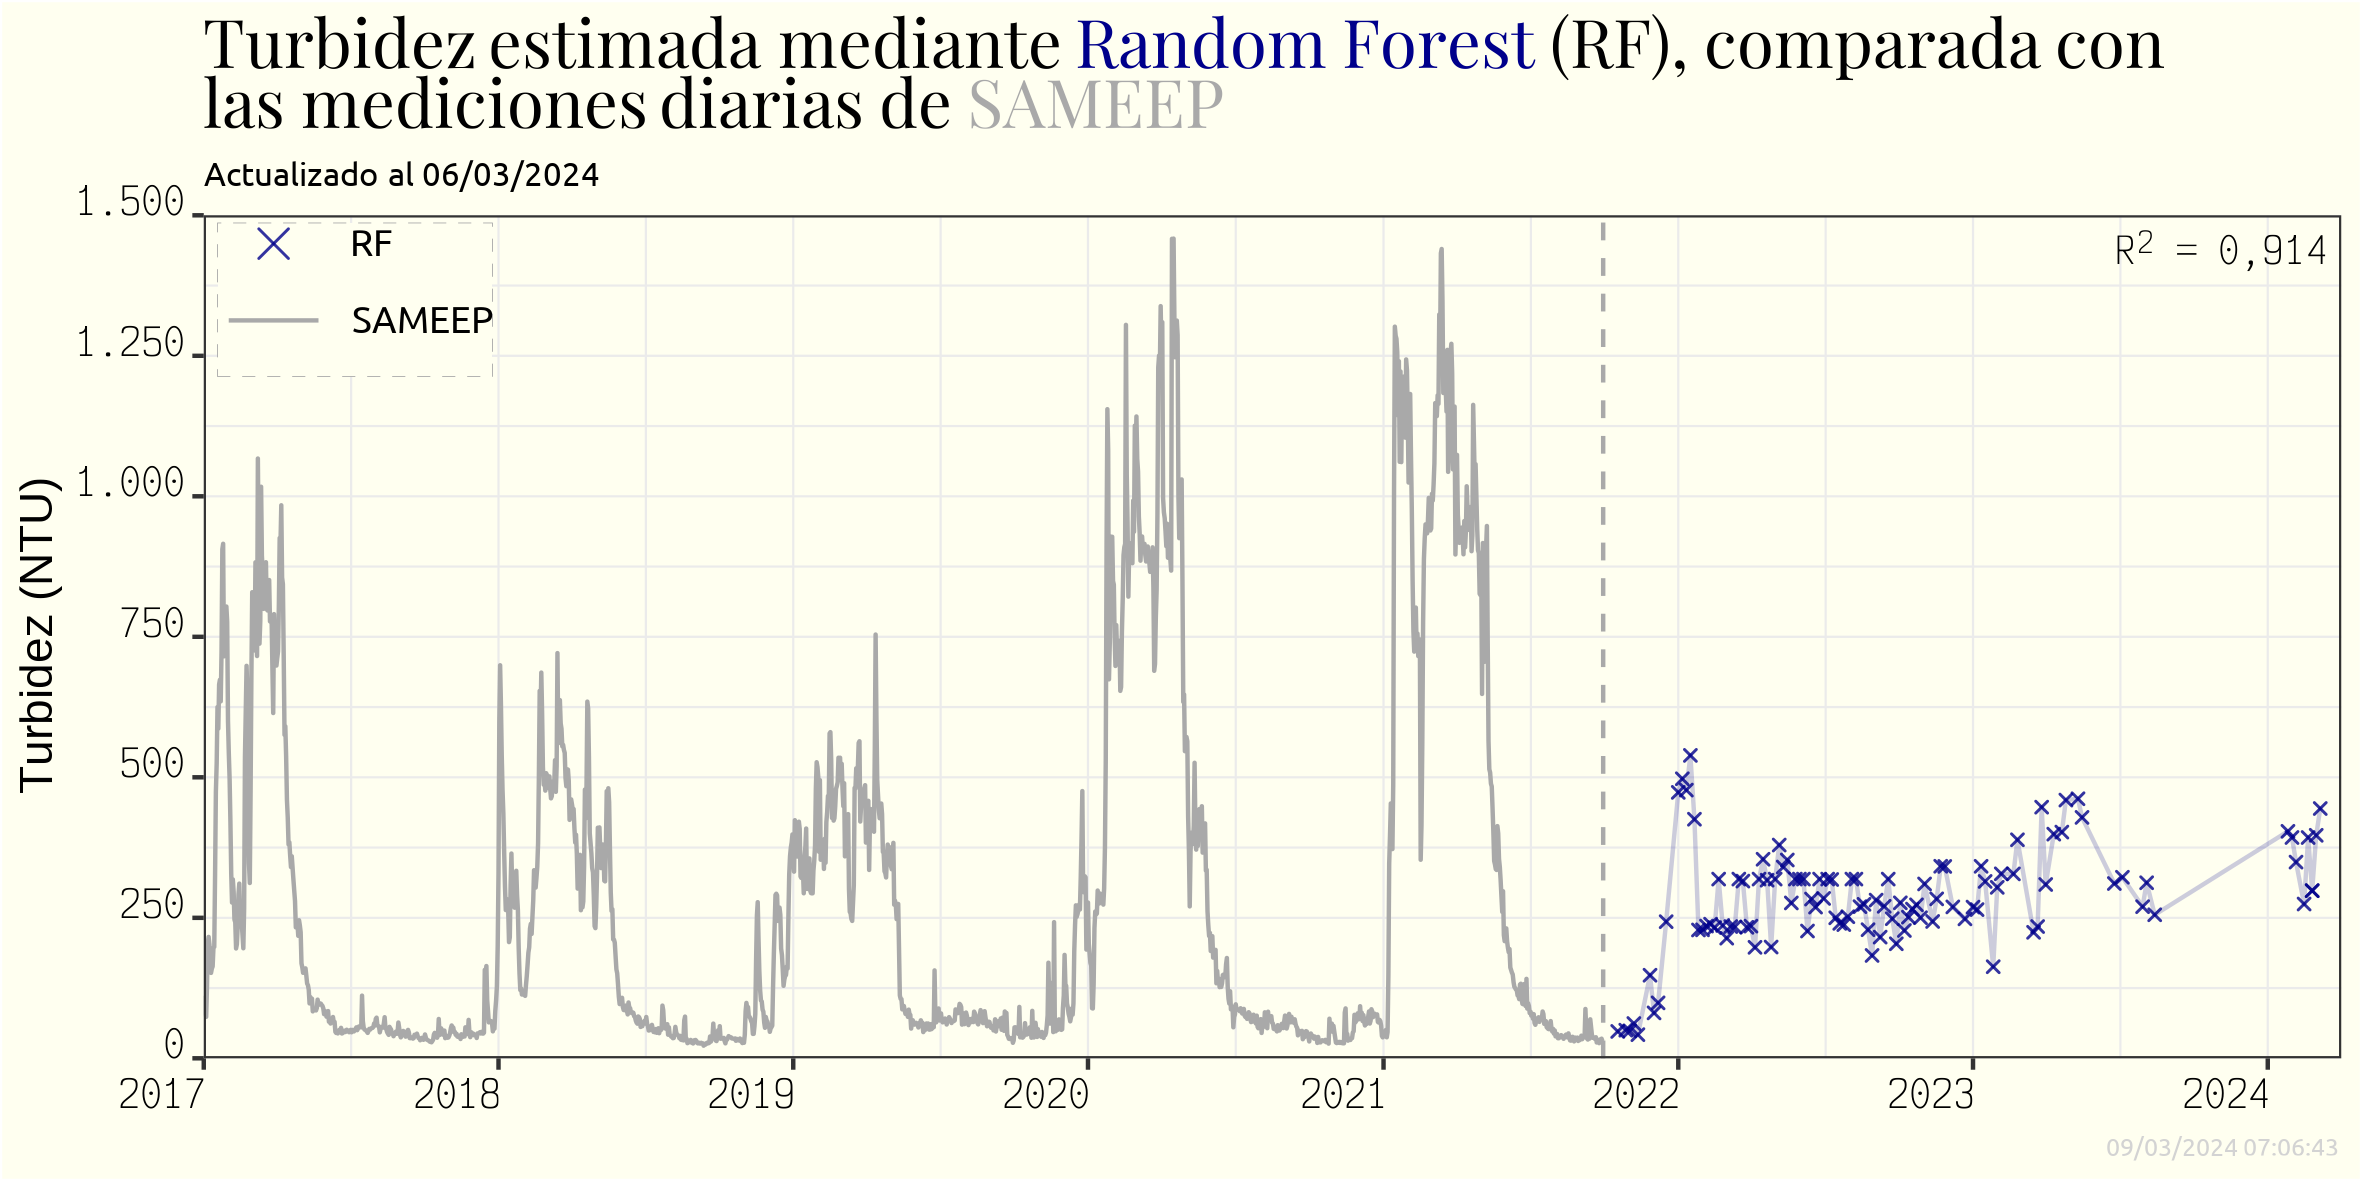 Turbidez estimada mediante Random Forest (RF), comparada con
las mediciones diarias de SAMEEP
Actualizado al 06/03/2024
1.500
1.250
1.000
750
500
250
0
Turbidez (NTU)
RF
SAMEEP
R² = 0,914
2017
2018
2019
2020
2021
2022
2023
2024
09/03/2024 07:06:43